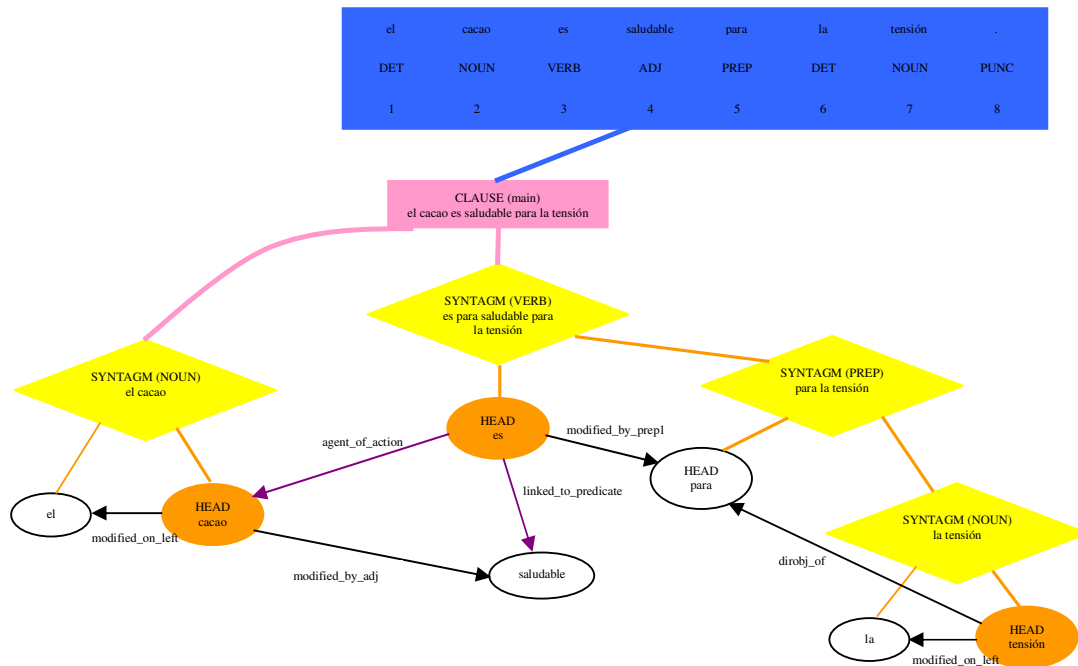 el cacao es saludable para la tensión .
DET NOUN VERB ADJ PREP DET NOUN PUNC
1 2 3 4 5 6 7 8
CLAUSE (main)
el cacao es saludable para la tensión
SYNTAGM (VERB)
es para saludable para
la tensión
SYNTAGM (NOUN)
el cacao
SYNTAGM (PREP)
para la tensión
HEAD
es
agent_of_action
modified_by_prep1
HEAD
para
linked_to_predicate
el
HEAD
cacao
modified_on_left
SYNTAGM (NOUN)
la tensión
dirobj_of
modified_by_adj
saludable
la
HEAD
tensión
modified_on_left